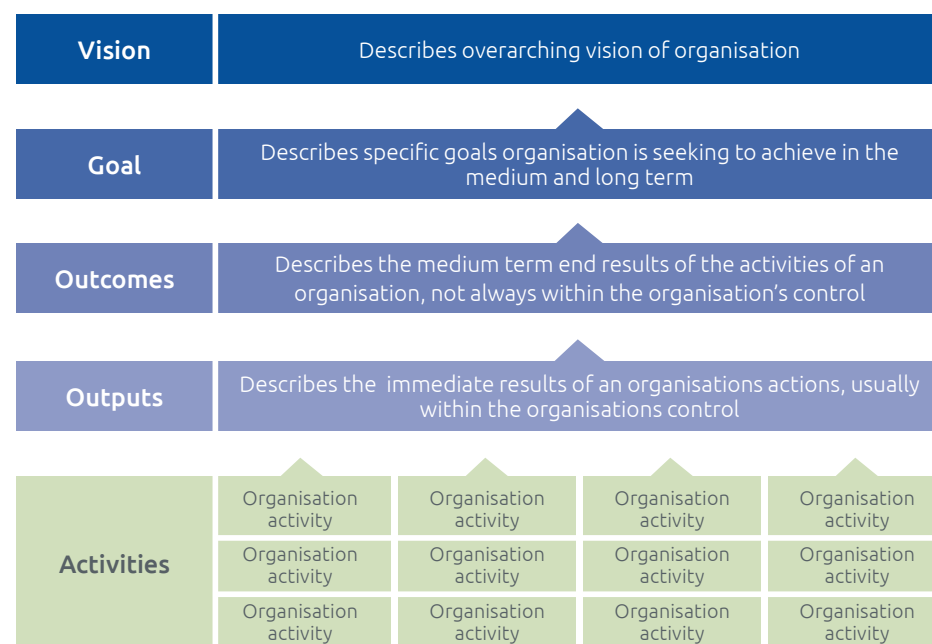 Vision
Describes overarching vision of organisation
Goal
Describes specific goals organisation is seeking to achieve in the
medium and long term
Outcomes
Describes the medium term end results of the activities of an
organisation, not always within the organisation’s control
Outputs
Describes the  immediate results of an organisations actions, usually
within the organisations control
Activities
Organisation
activity
Organisation
activity
Organisation
activity
Organisation
activity
Organisation
activity
Organisation
activity
Organisation
activity
Organisation
activity
Organisation
activity
Organisation
activity
Organisation
activity
Organisation
activity